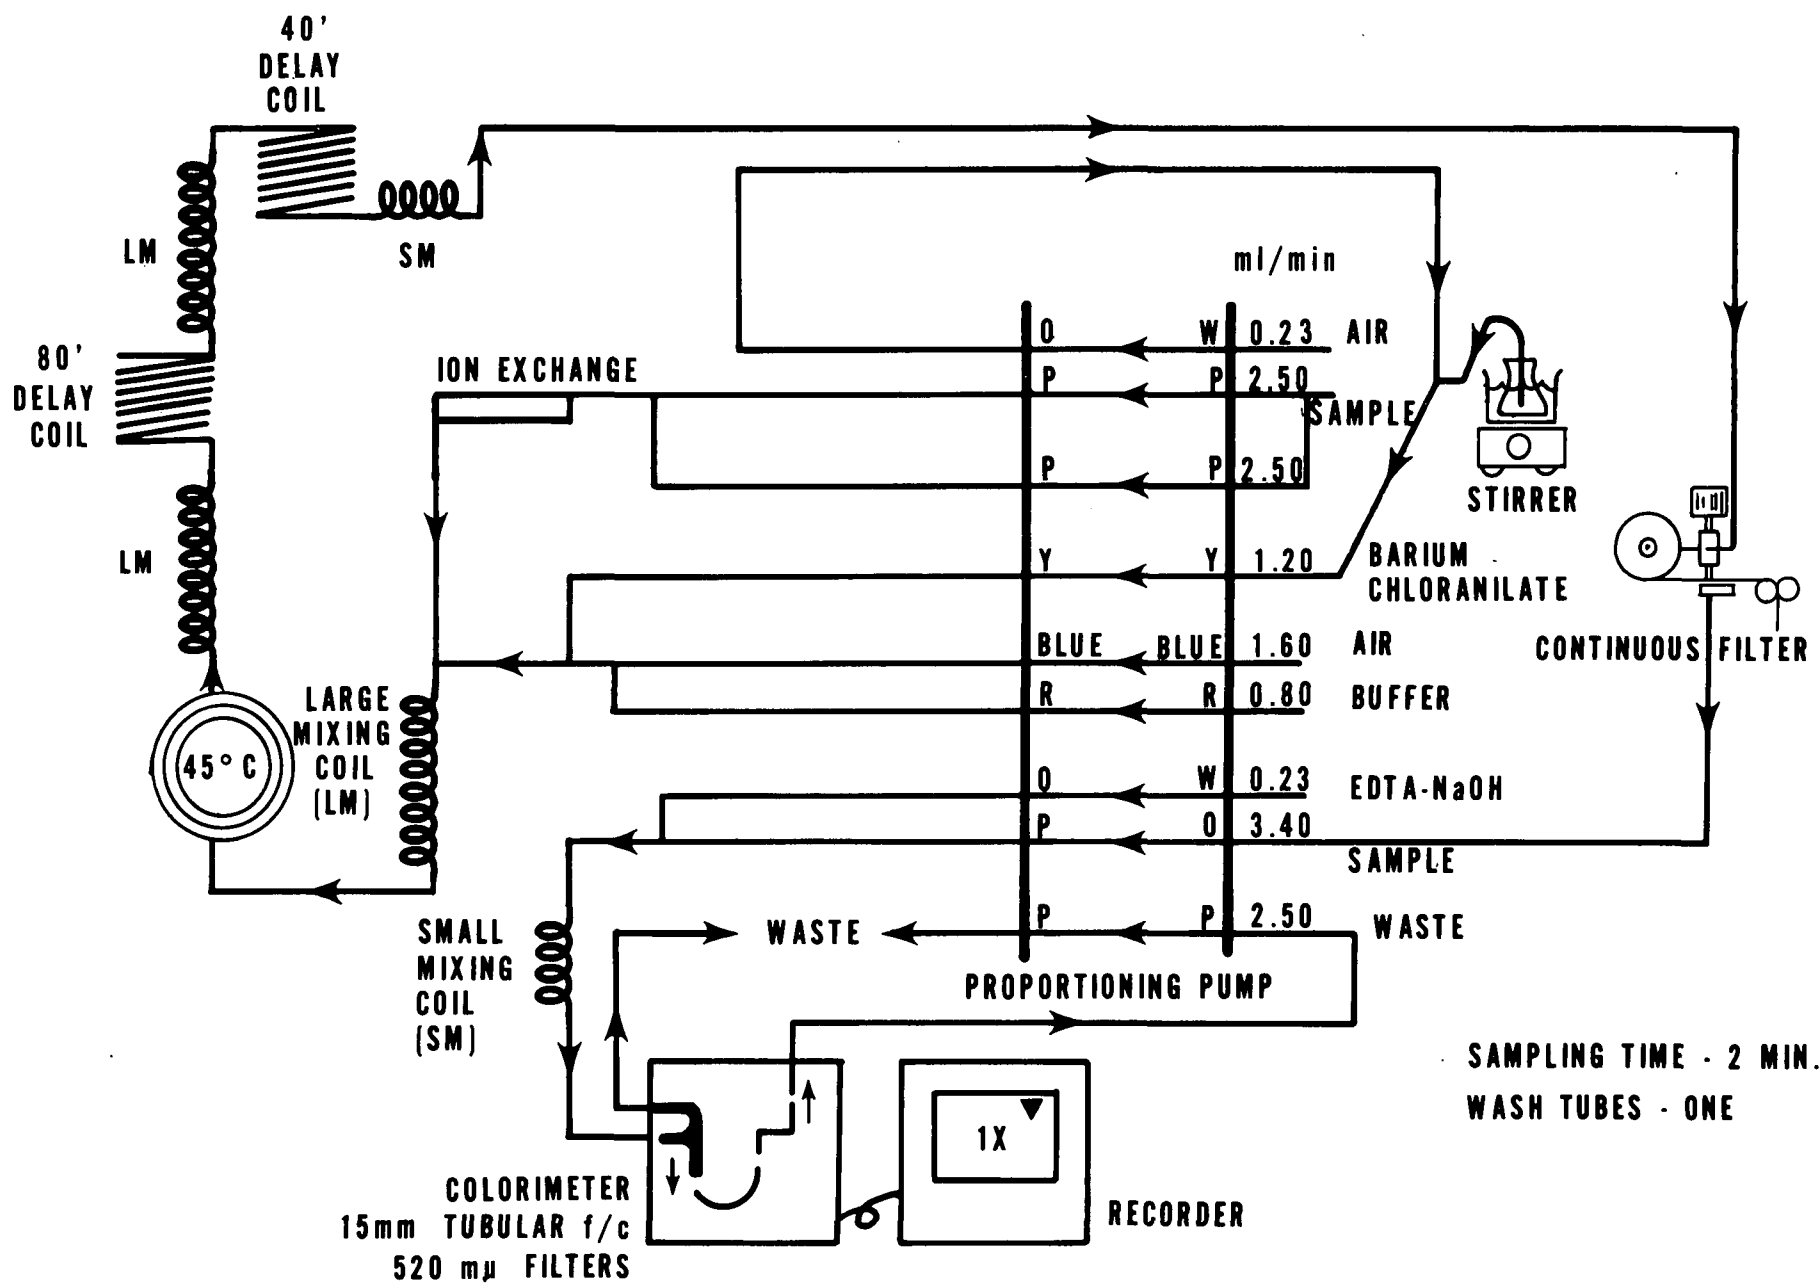 40'
DELAY
COIL
LM
SM
ml/min
O W 0.23 AIR
80'
DELAY
COIL
ION EXCHANGE
P P 2.50
SAMPLE
P P 2.50
STIRRER
LM
Y Y 1.20 BARIUM
CHLORANILATE
BLUE BLUE 1.60 AIR
CONTINUOUS FILTER
R R 0.80 BUFFER
LARGE
MIXING
COIL
(LM)
45° C
O W 0.23 EDTA-NaOH
P O 3.40
SAMPLE
SMALL
MIXING
COIL
(SM)
WASTE
P P 2.50 WASTE
PROPORTIONING PUMP
SAMPLING TIME - 2 MIN.
WASH TUBES - ONE
1X
COLORIMETER
15mm TUBULAR f/c
520 mµ FILTERS
RECORDER